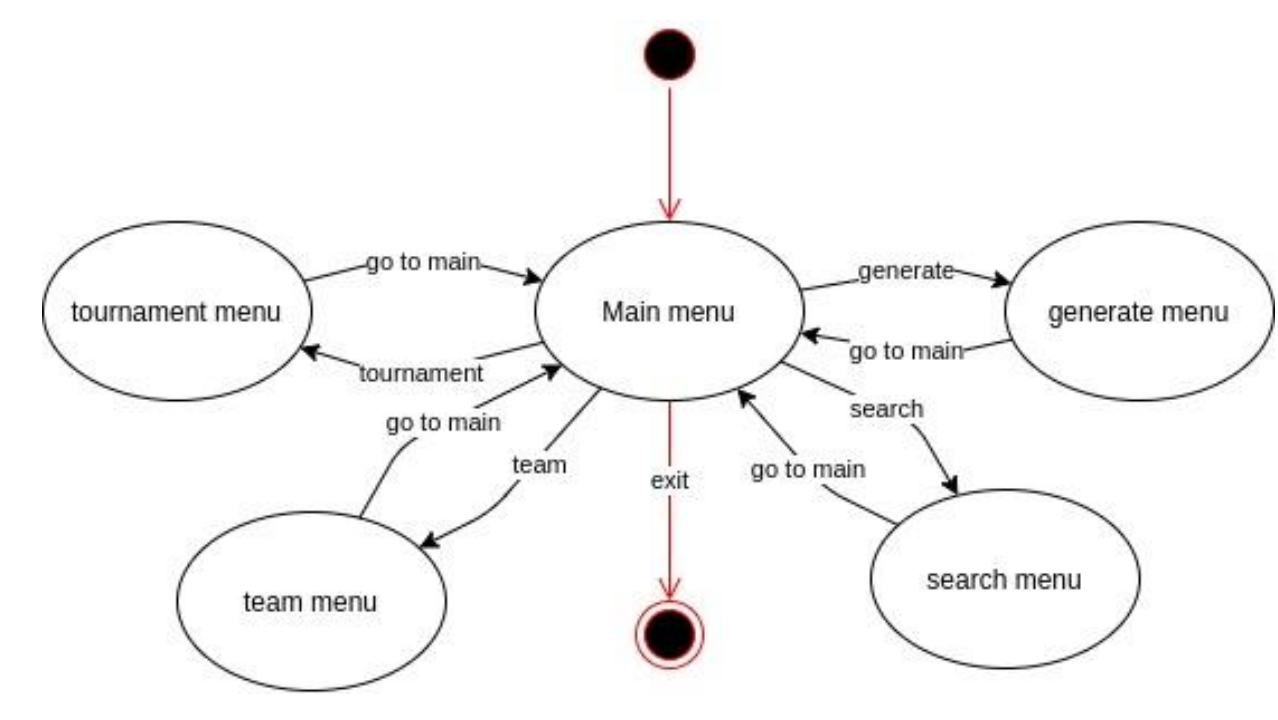 go to main
generate
tournament menu
Main menu
generate menu
go to main
tournament
search
go to main
team
go to main
exit
search menu
team menu